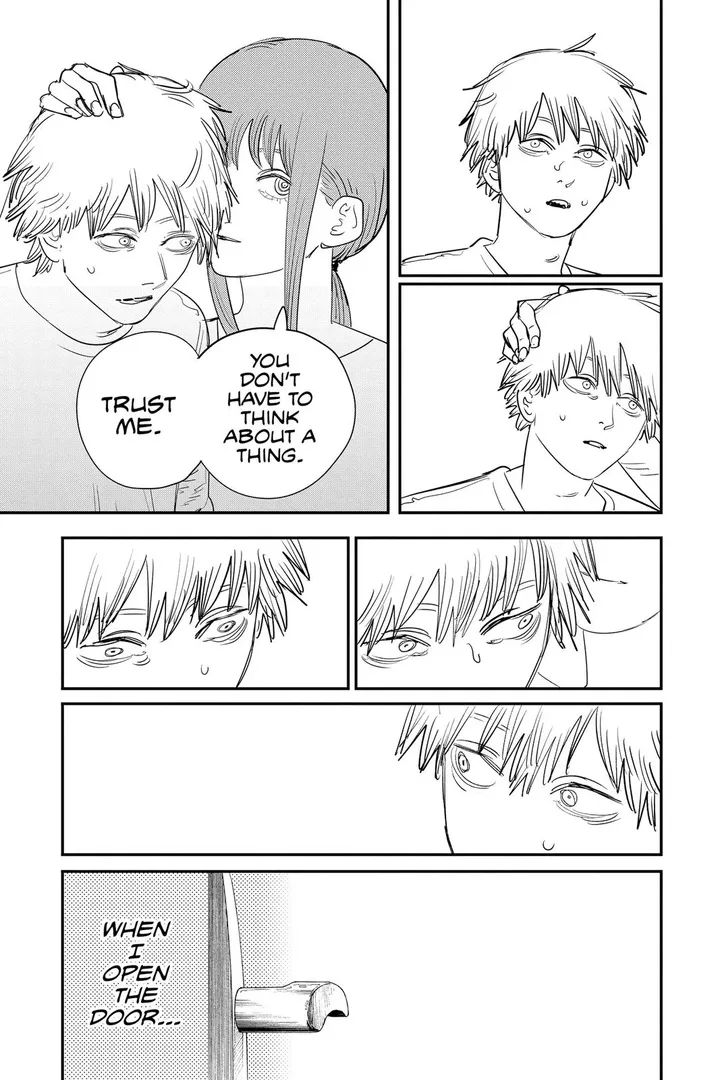 YOU
DON'T
HAVE TO
THINK
ABOUT A
THING.
TRUST
ME.
WHEN
I
OPEN
THE
DOOR...